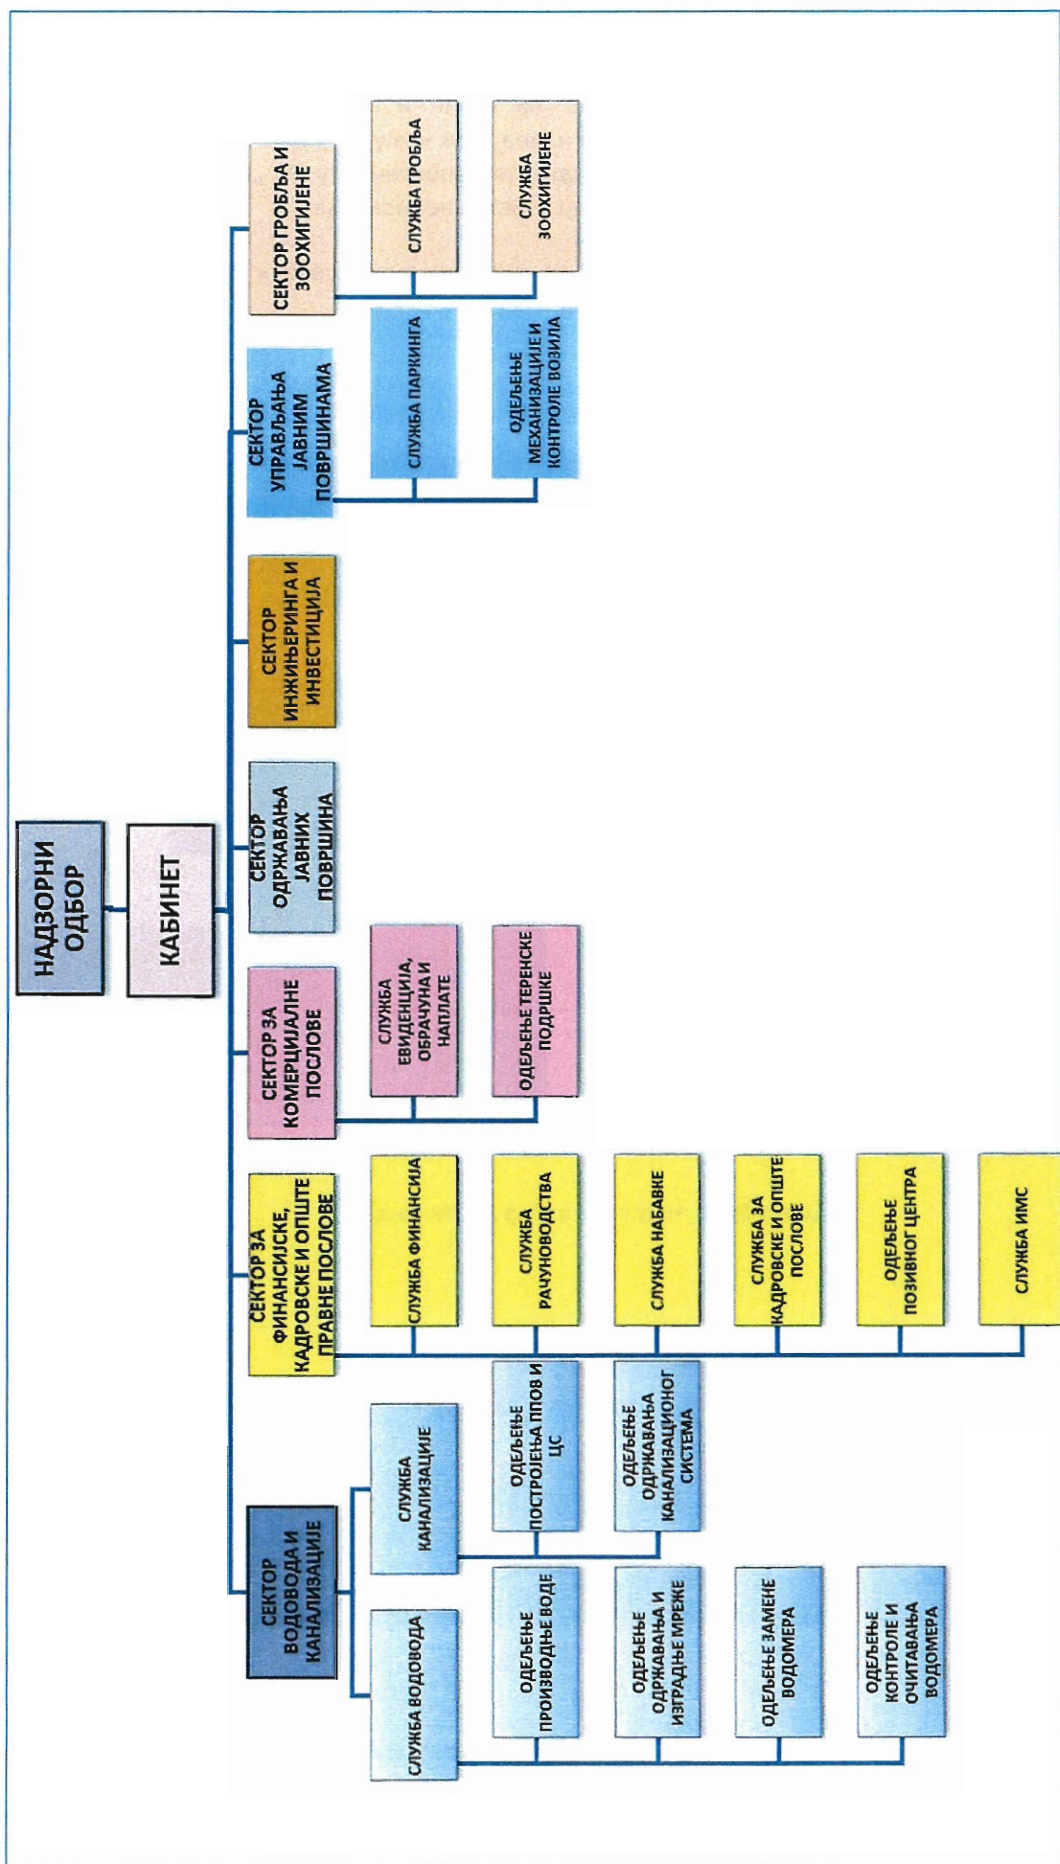 НАДЗОРНИ
ОДБОР
КАБИНЕТ
СЕКТОР
ВОДОВОДА И
КАНАЛИЗАЦИЈЕ
СЛУЖБА ВОДОВОДА
ОДЕЉЕЊЕ
ПРОИЗВОДЊЕ ВОДЕ
ОДЕЉЕЊЕ
ОДРЖАВАЊА И
ИЗГРАДЊЕ МРЕЖЕ
ОДЕЉЕЊЕ ЗАМЕНЕ
ВОДОМЕРА
ОДЕЉЕЊЕ
КОНТРОЛЕ И
ОЧИТАВАЊА
ВОДОМЕРА
СЛУЖБА
КАНАЛИЗАЦИЈЕ
ОДЕЉЕЊЕ
ПОСТРОЈЕЊА ППОВ И
ЦС
ОДЕЉЕЊЕ
ОДРЖАВАЊА
КАНАЛИЗАЦИОНОГ
СИСТЕМА
СЕКТОР ЗА
ФИНАНСИЈСКЕ,
КАДРОВСКЕ И ОПШТЕ
ПРАВНЕ ПОСЛОВЕ
СЛУЖБА ФИНАНСИЈА
СЛУЖБА
РАЧУНОВОДСТВА
СЛУЖБА НАБАВКЕ
СЛУЖБА ЗА
КАДРОВСКЕ И ОПШТЕ
ПОСЛОВЕ
ОДЕЉЕЊЕ
ПОЗИВНОГ ЦЕНТРА
СЛУЖБА ИМС
СЕКТОР ЗА
КОМЕРЦИЈАЛНЕ
ПОСЛОВЕ
СЛУЖБА
ЕВИДЕНЦИЈА,
ОБРАЧУНА И
НАПЛАТЕ
ОДЕЉЕЊЕ ТЕРЕНСКЕ
ПОДРШКЕ
СЕКТОР
ОДРЖАВАЊА
ЈАВНИХ
ПОВРШИНА
СЕКТОР
ИНЖИЊЕРИНГА И
ИНВЕСТИЦИЈА
СЕКТОР
УПРАВЉАЊА
ЈАВНИМ
ПОВРШИНАМА
СЛУЖБА ПАРКИНГА
ОДЕЉЕЊЕ
МЕХАНИЗАЦИЈЕ И
КОНТРОЛЕ ВОЗИЛА
СЕКТОР ГРОБЉА И
ЗООХИГИЈЕНЕ
СЛУЖБА ГРОБЉА
СЛУЖБА
ЗООХИГИЈЕНЕ